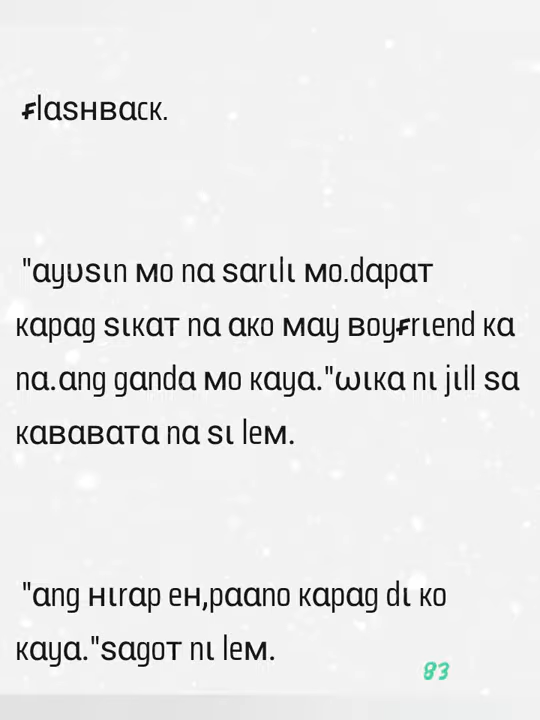 Flashback.
"ayusin mo na sarili mo.dapat
kapag sikat na ako may boyfriend ka
na.ang ganda mo kaya."wika ni jill sa
kababata na si lem.
"ang hirap eh,paano kapag di ko
kaya."sagot ni lem.
83